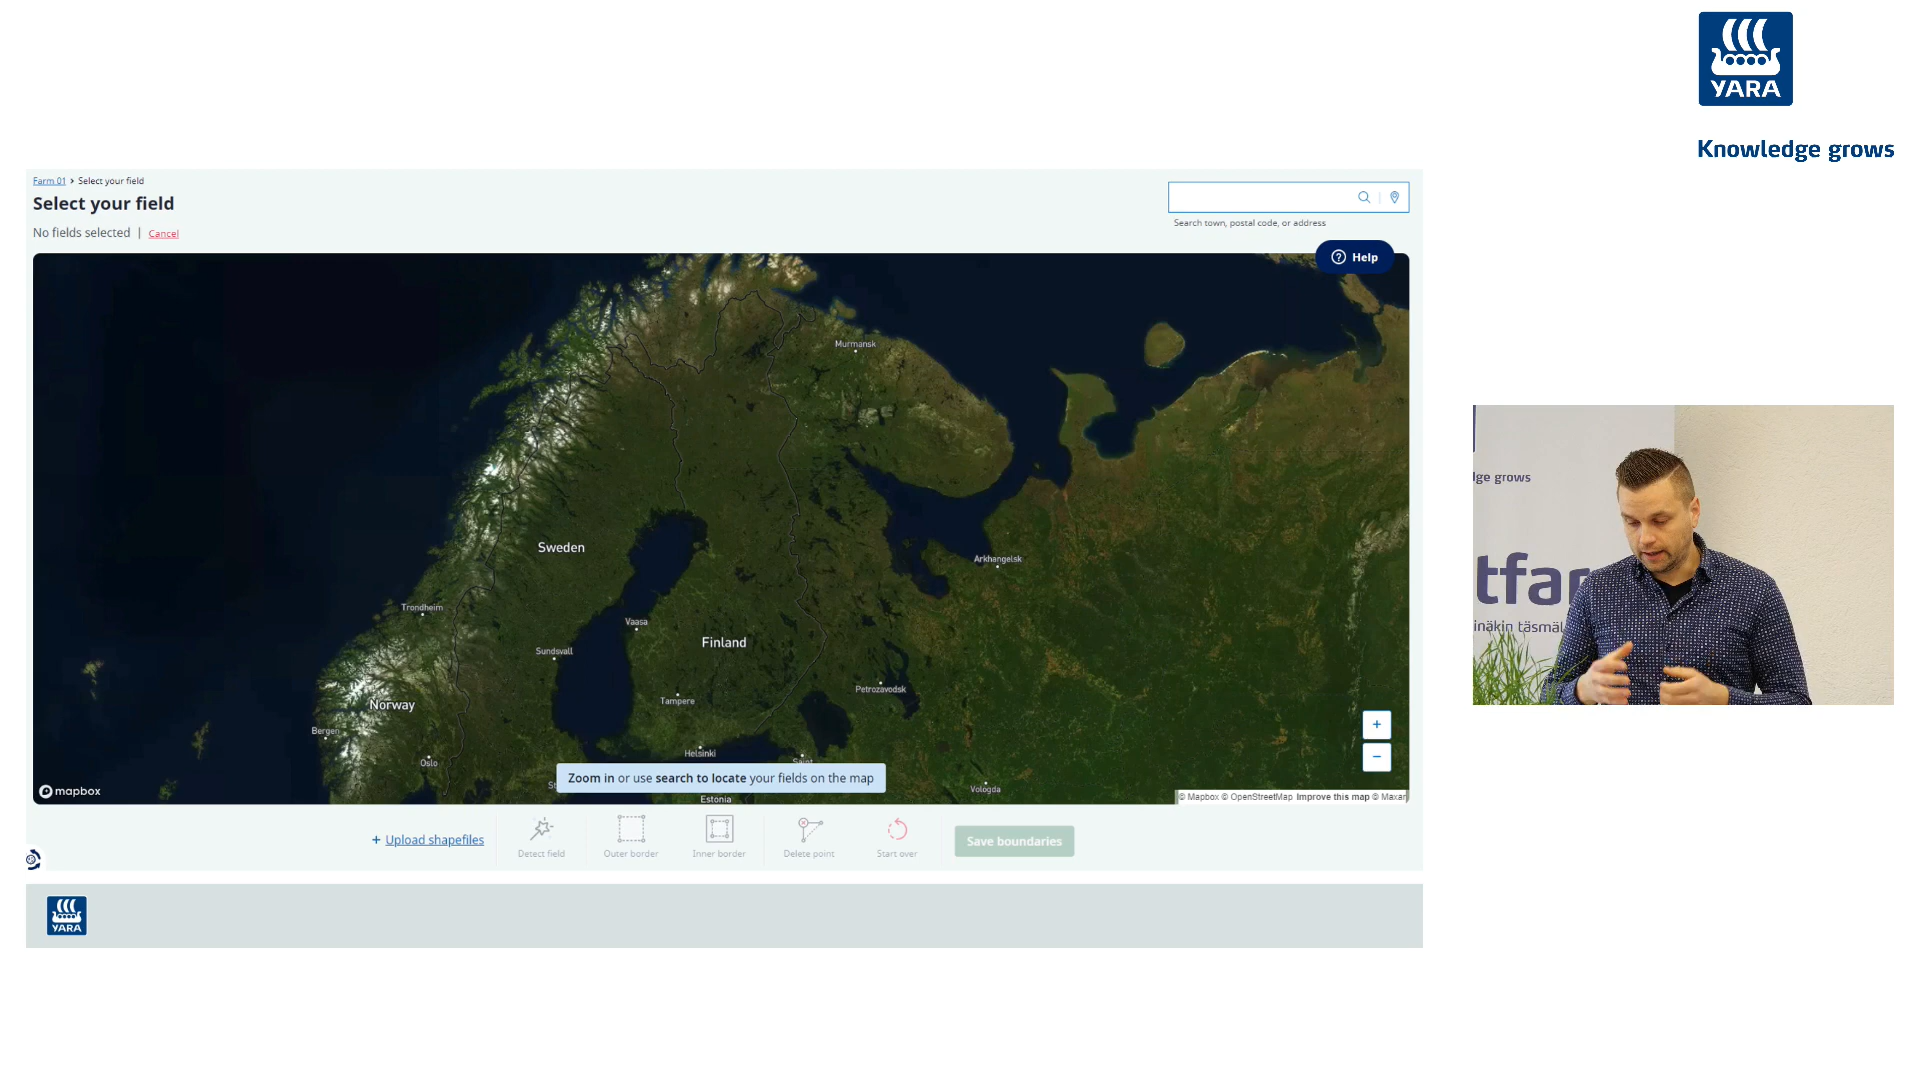 YARA
Knowledge grows
Farm 01 > Select your field
Select your field
No fields selected | Cancel
Search town, postal code, or address
Help
Murmansk
Sweden
Arkhangelsk
Trondheim
Vaasa
Finland
Sundsvall
Petrozavodsk
Tampere
Norway
Bergen
Helsinki
Oslo
Saint
Zoom in or use search to locate your fields on the map
St
Vologda
mapbox
Estonia
© Mapbox © OpenStreetMap Improve this map © Maxar
+ Upload shapefiles
Detect field
Outer border
Inner border
Delete point
Start over
Save boundaries
YARA
ge grows
tfar
inäkin täsmäl